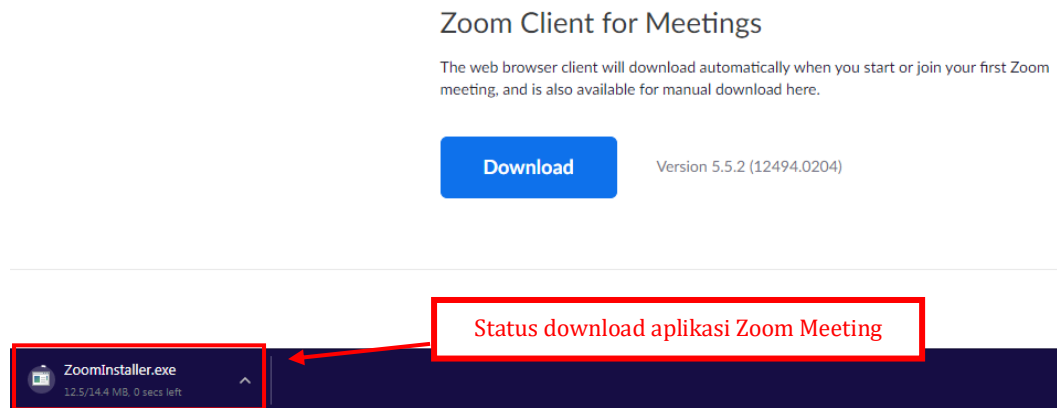 Zoom Client for Meetings
The web browser client will download automatically when you start or join your first Zoom
meeting, and is also available for manual download here.
Download
Version 5.5.2 (12494.0204)
Status download aplikasi Zoom Meeting
ZoomInstaller.exe
12.5/14.4 MB, 0 secs left